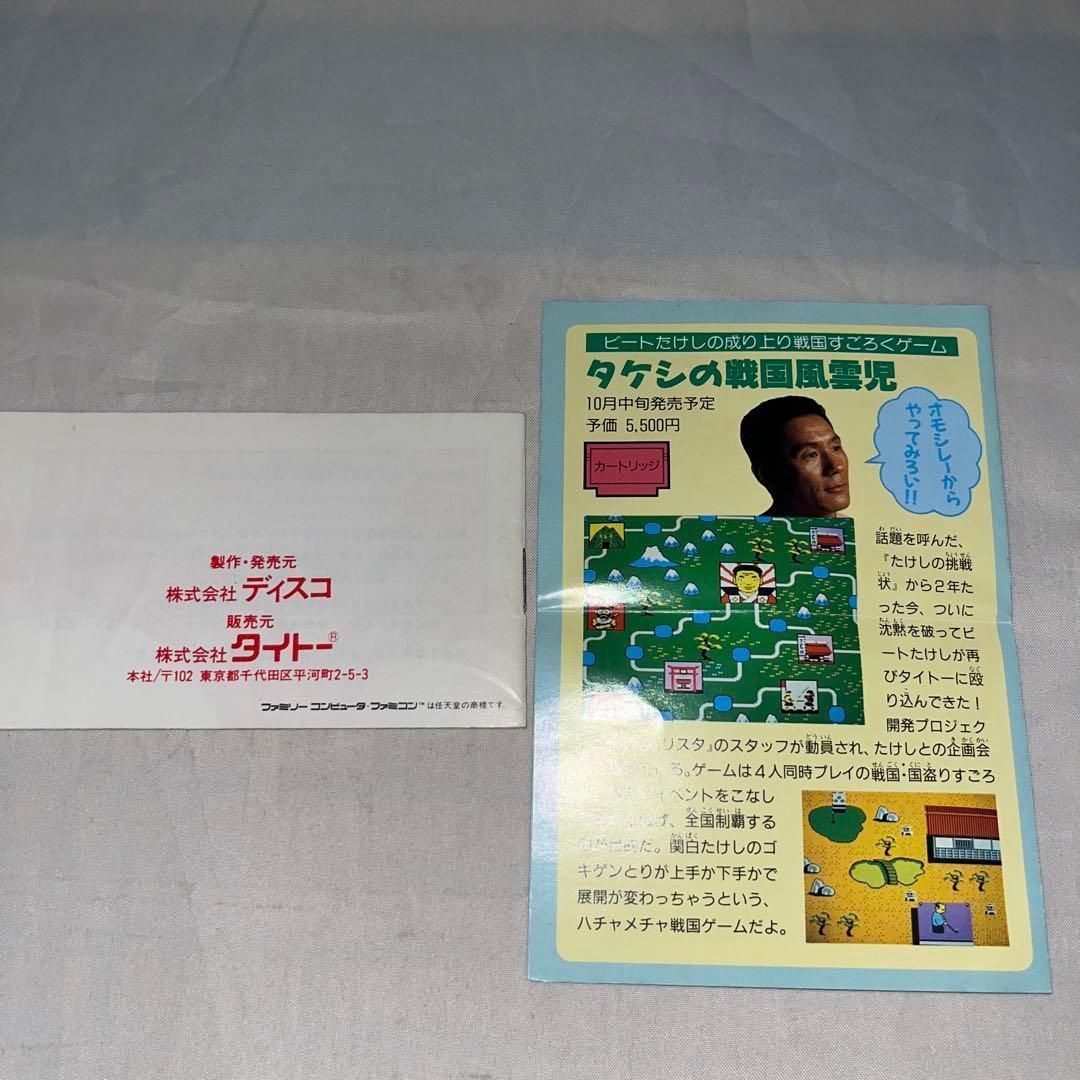 製作・発売元
株式会社 ディスコ
販売元
株式会社 タイトー®
本社/〒102 東京都千代田区平河町2-5-3
ファミリーコンピュータ・ファミコン™は任天堂の商標です。
ビートたけしの成り上り戦国すごろくゲーム
タケシの戦国風雲児
10月中旬発売予定
予価 5,500円
カートリッジ
オモシレーから
やってみろい!!
話題を呼んだ、
『たけしの挑戦
状』から2年た
った今、ついに
沈黙を破ってビ
ートたけしが再
びタイトーに殴
り込んできた!
開発プロジェク
リスタ』のスタッフが動員され、たけしとの企画会
る。ゲームは4人同時プレイの戦国・国盗りすごろ
イベントをこなし
げ、全国制覇する
だ。関白たけしのゴ
キゲンとりが上手か下手かで
展開が変わっちゃうという、
ハチャメチャ戦国ゲームだよ。